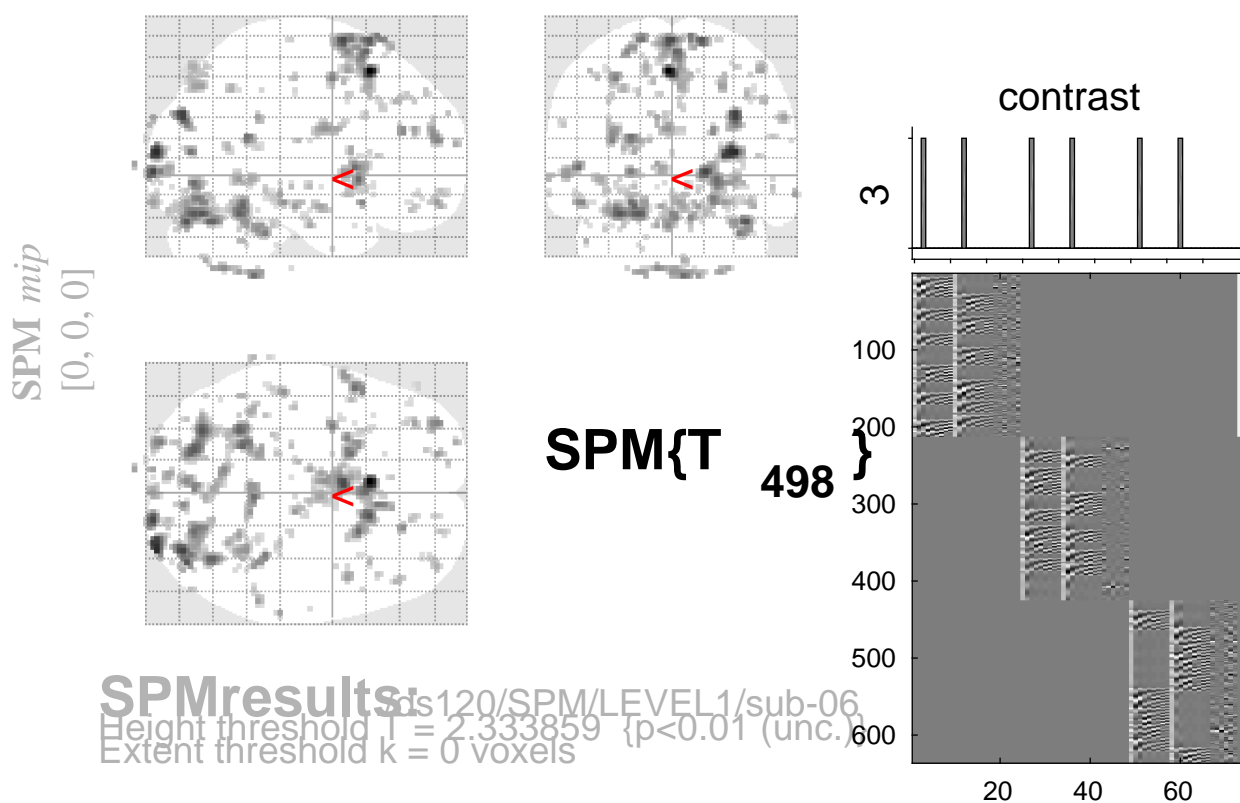 SPM mip
[0, 0, 0]
<
<
<
SPM{T498}
contrast
3
100
200
300
400
500
600
20 40 60
SPMresults: ./ds120/SPM/LEVEL1/sub-06
Height threshold T = 2.333859 {p<0.01 (unc.)}
Extent threshold k = 0 voxels